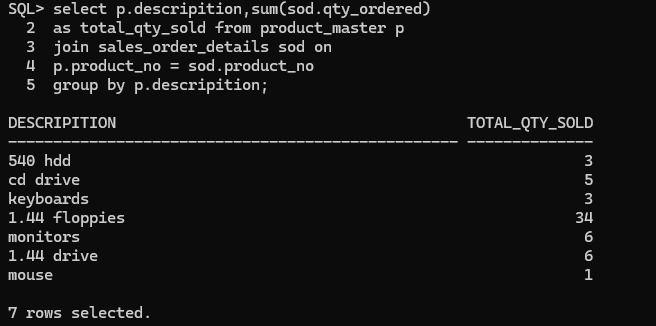 SQL> select p.descripition,sum(sod.qty_ordered)
  2  as total_qty_sold from product_master p
  3  join sales_order_details sod on
  4  p.product_no = sod.product_no
  5  group by p.descripition;

DESCRIPITION                                       TOTAL_QTY_SOLD
-------------------------------------------------- --------------
540 hdd                                                         3
cd drive                                                        5
keyboards                                                       3
1.44 floppies                                                  34
monitors                                                        6
1.44 drive                                                      6
mouse                                                           1

7 rows selected.